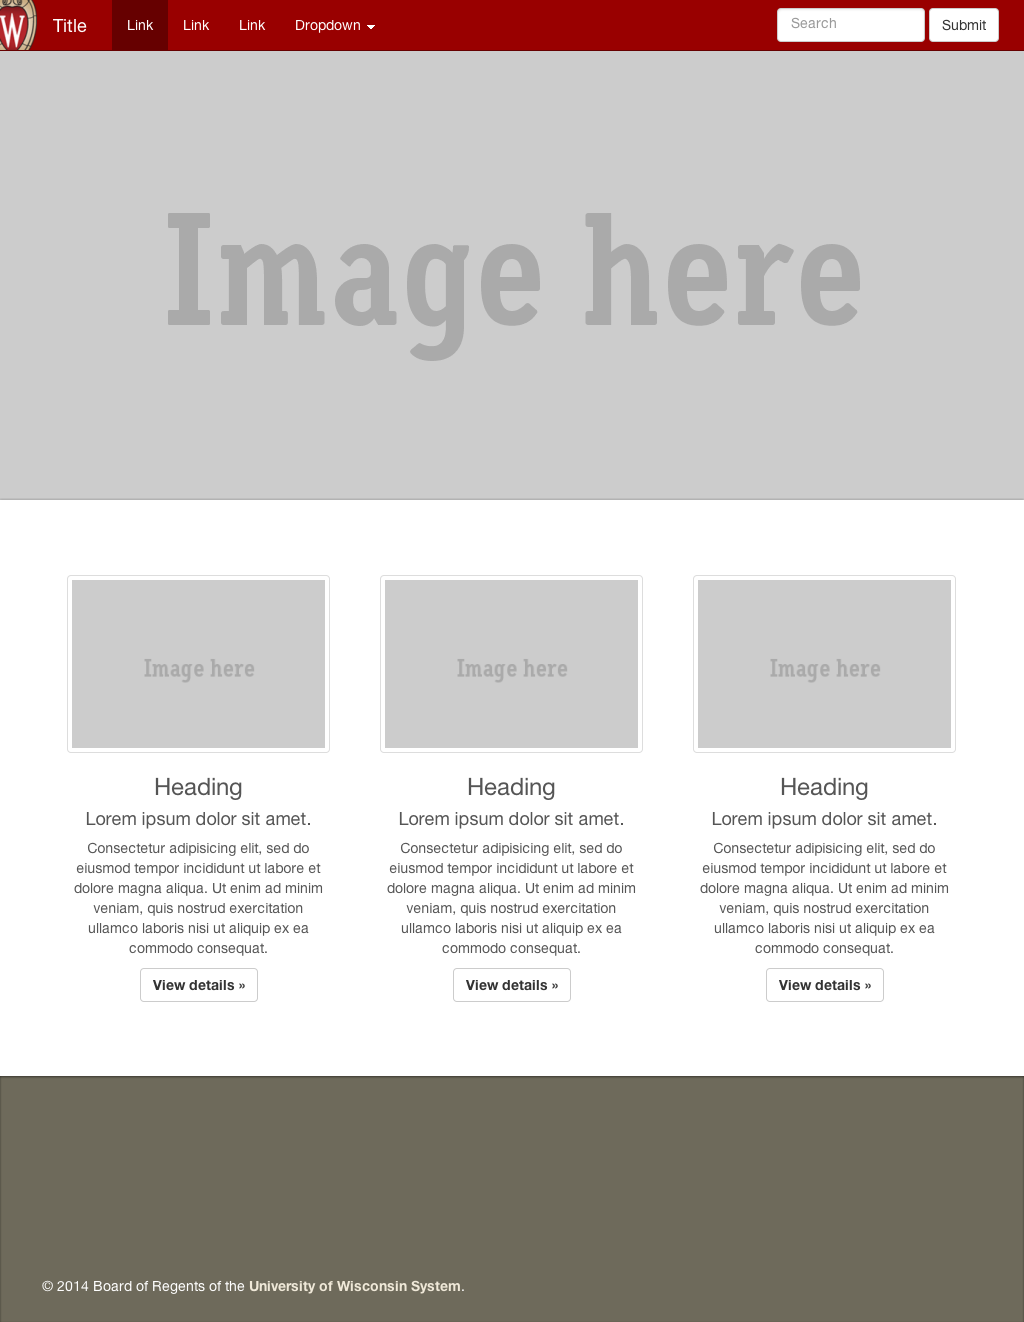 W Title Link Link Link Dropdown Search Submit
Image here
Image here Image here Image here
Heading Heading Heading
Lorem ipsum dolor sit amet. Lorem ipsum dolor sit amet. Lorem ipsum dolor sit amet.
Consectetur adipisicing elit, sed do
eiusmod tempor incididunt ut labore et
dolore magna aliqua. Ut enim ad minim
veniam, quis nostrud exercitation
ullamco laboris nisi ut aliquip ex ea
commodo consequat.
Consectetur adipisicing elit, sed do
eiusmod tempor incididunt ut labore et
dolore magna aliqua. Ut enim ad minim
veniam, quis nostrud exercitation
ullamco laboris nisi ut aliquip ex ea
commodo consequat.
Consectetur adipisicing elit, sed do
eiusmod tempor incididunt ut labore et
dolore magna aliqua. Ut enim ad minim
veniam, quis nostrud exercitation
ullamco laboris nisi ut aliquip ex ea
commodo consequat.
View details » View details » View details »
© 2014 Board of Regents of the University of Wisconsin System.